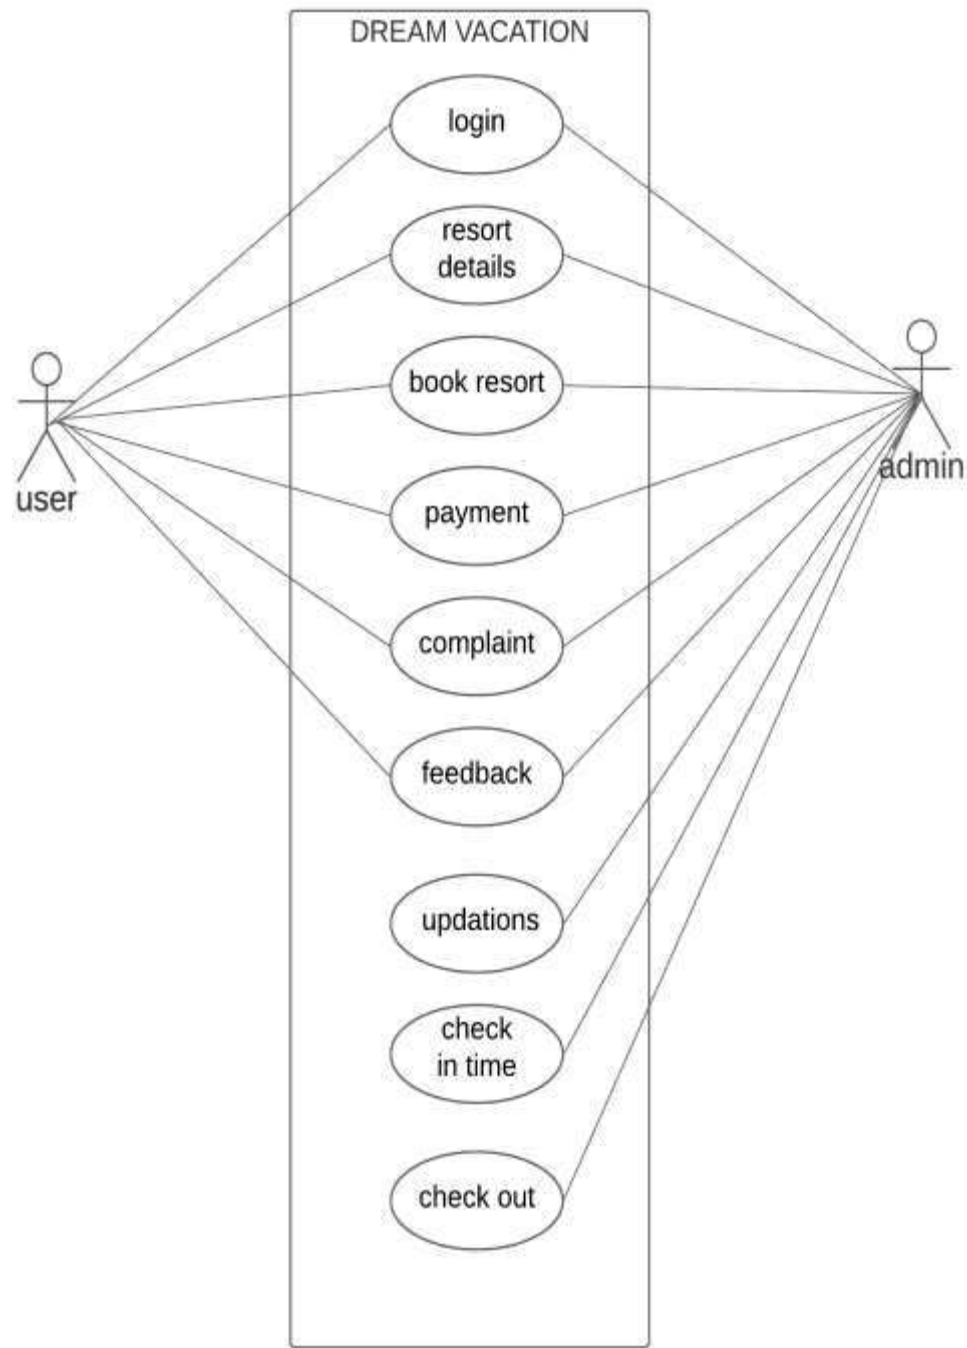 DREAM VACATION
login
resort
details
book resort
payment
complaint
feedback
updations
check
in time
check out
user
admin